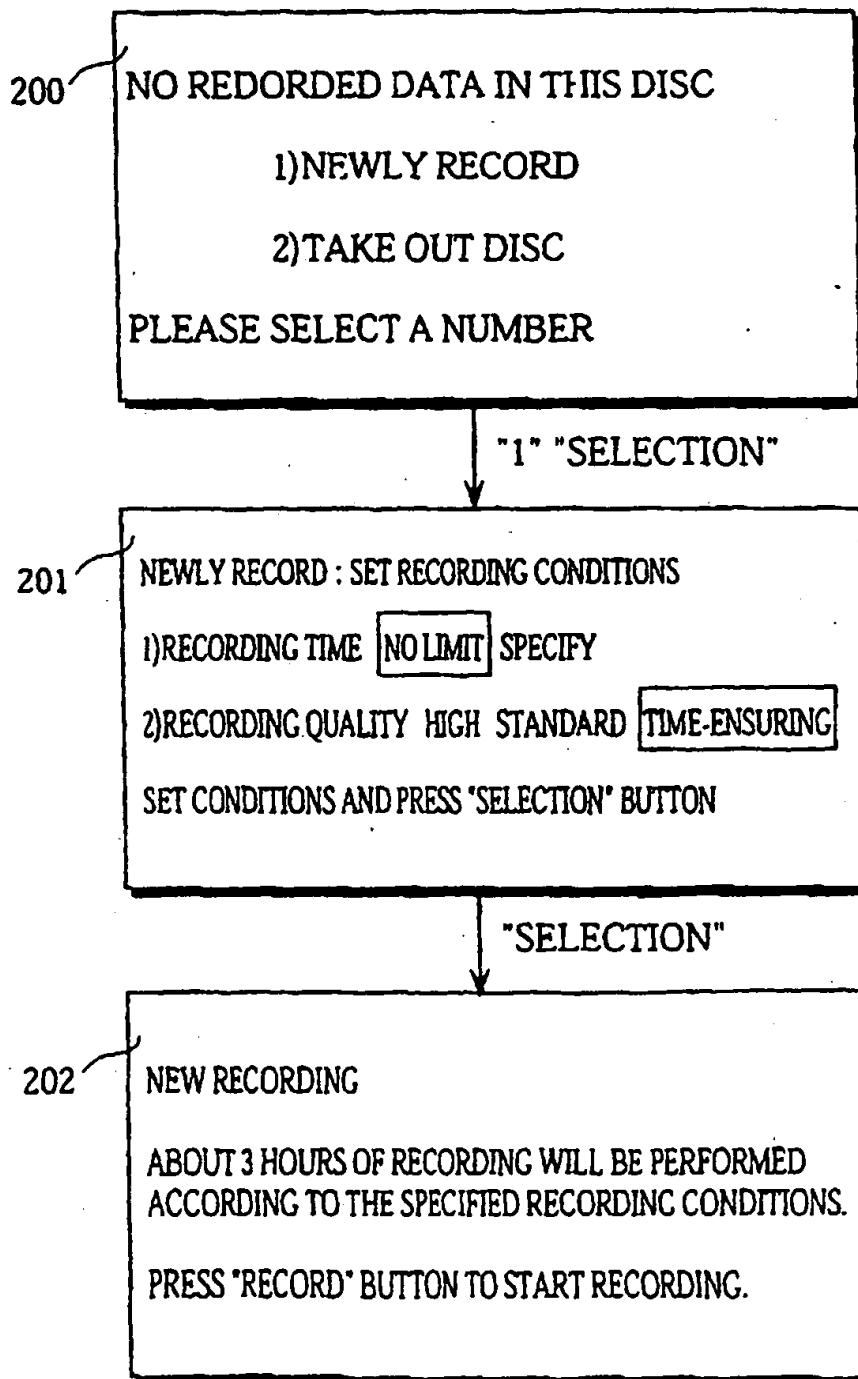 200
NO REDORDED DATA IN THIS DISC
1)NEWLY RECORD
2)TAKE OUT DISC
PLEASE SELECT A NUMBER
"1" "SELECTION"
201
NEWLY RECORD : SET RECORDING CONDITIONS
1)RECORDING TIME NO LIMIT SPECIFY
2)RECORDING QUALITY HIGH STANDARD TIME-ENSURING
SET CONDITIONS AND PRESS "SELECTION" BUTTON
"SELECTION"
202
NEW RECORDING
ABOUT 3 HOURS OF RECORDING WILL BE PERFORMED
ACCORDING TO THE SPECIFIED RECORDING CONDITIONS.
PRESS "RECORD" BUTTON TO START RECORDING.